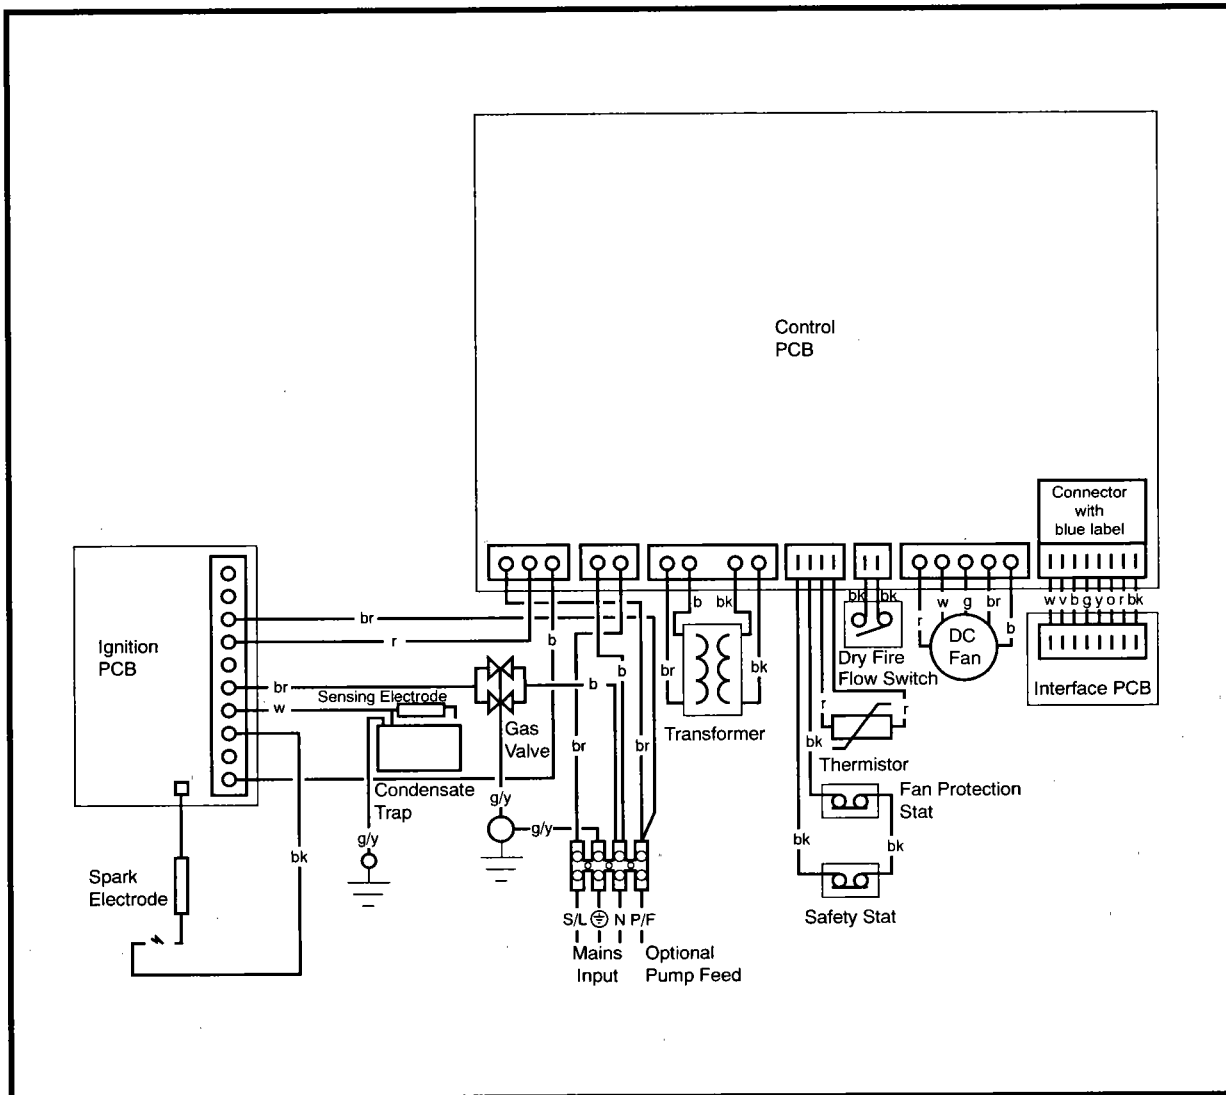 Control
PCB
Connector
with
blue label
bk bk
w v b g y o r bk
b bk
r w g br b
DC
Fan
Dry Fire
Flow Switch
Interface PCB
Ignition
PCB
br
r
b
br
Sensing Electrode
w
Gas
Valve
b
b
br bk
Transformer
r r
bk
Thermistor
br br
Condensate
Trap
g/y
g/y
g/y
Fan Protection
Stat
bk
bk
bk
Safety Stat
Spark
Electrode
S/L N P/F
Mains
Input
Optional
Pump Feed